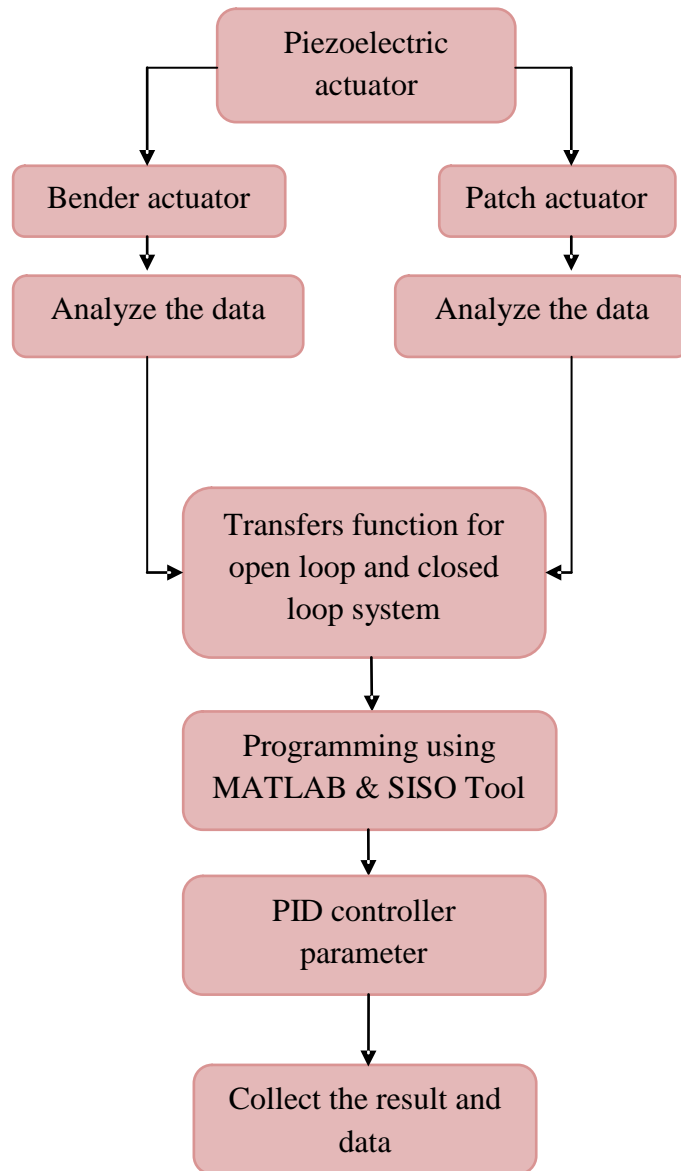 Piezoelectric
actuator
Bender actuator
Patch actuator
Analyze the data
Analyze the data
Transfers function for
open loop and closed
loop system
Programming using
MATLAB & SISO Tool
PID controller
parameter
Collect the result and
data